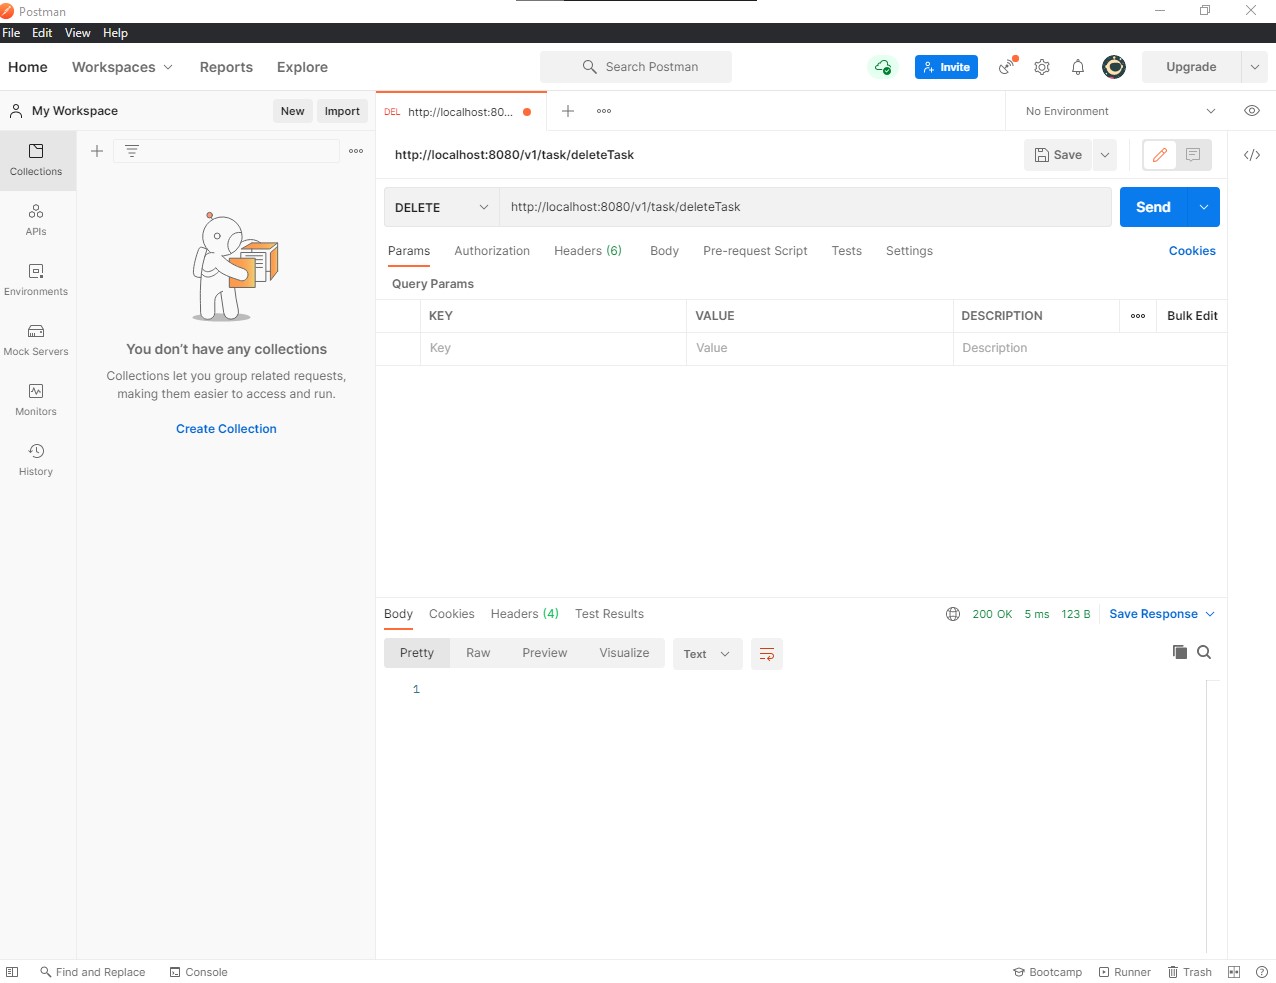 Postman
File Edit View Help
Home Workspaces Reports Explore
Search Postman
Invite
Upgrade
My Workspace
New
Import
DEL http://localhost:80...
No Environment
Collections
APIs
Environments
Mock Servers
Monitors
History
You don't have any collections
Collections let you group related requests,
making them easier to access and run.
Create Collection
http://localhost:8080/v1/task/deleteTask
Save
DELETE
http://localhost:8080/v1/task/deleteTask
Send
Params Authorization Headers (6) Body Pre-request Script Tests Settings Cookies
Query Params
KEY VALUE DESCRIPTION Bulk Edit
Key Value Description
Body Cookies Headers (4) Test Results 200 OK 5 ms 123 B Save Response
Pretty Raw Preview Visualize Text
1
Find and Replace Console Bootcamp Runner Trash